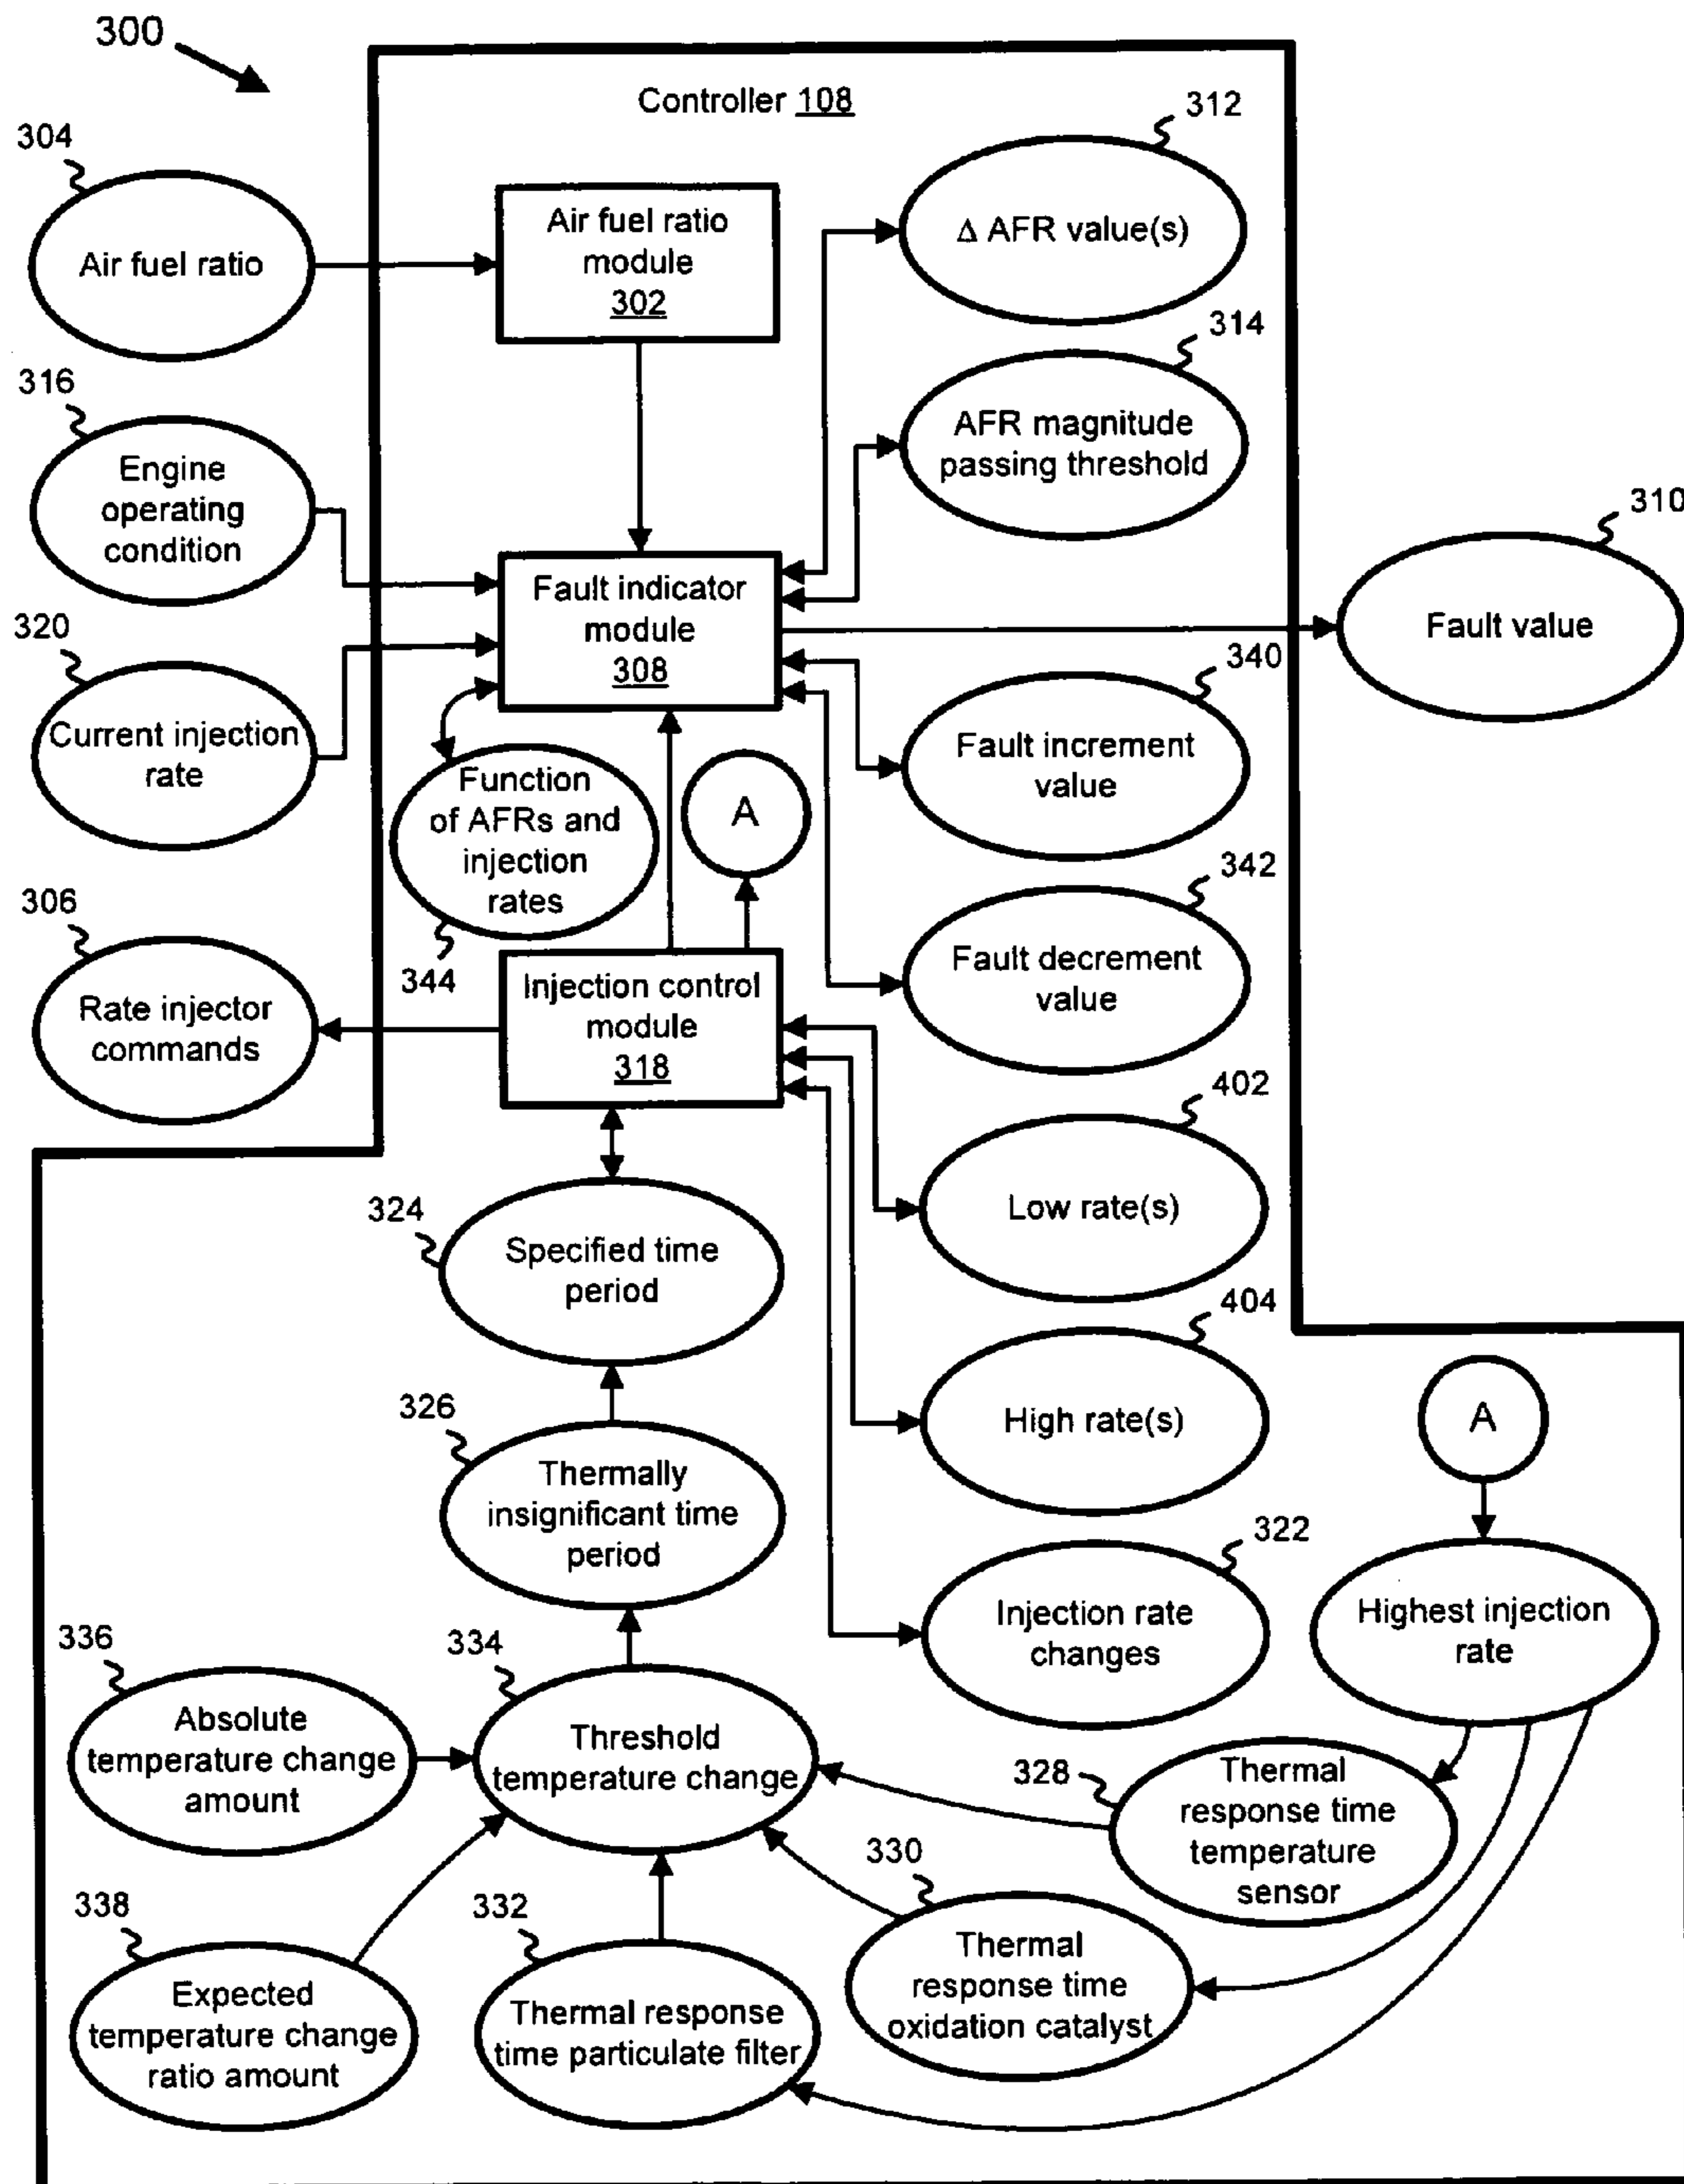 300
Controller 108
304
Air fuel ratio
Air fuel ratio
module
302
312
Δ AFR value(s)
314
AFR magnitude
passing threshold
316
Engine
operating
condition
Fault indicator
module
308
310
Fault value
320
Current injection
rate
340
Fault increment
value
Function
of AFRs and
injection
rates
344
A
342
Fault decrement
value
306
Rate injector
commands
Injection control
module
318
402
Low rate(s)
324
Specified time
period
404
High rate(s)
326
Thermally
insignificant time
period
322
Injection rate
changes
A
Highest injection
rate
336
Absolute
temperature change
amount
334
Threshold
temperature change
328
Thermal
response time
temperature
sensor
338
Expected
temperature change
ratio amount
332
Thermal response
time particulate filter
330
Thermal
response time
oxidation catalyst